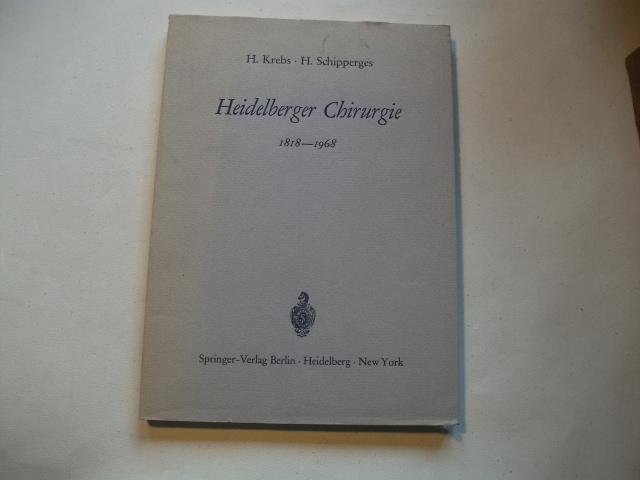 H. Krebs · H. Schipperges
Heidelberger Chirurgie
1818—1968
Springer-Verlag Berlin · Heidelberg · New York